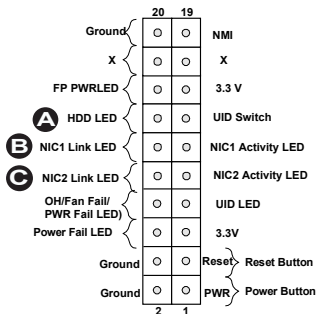 20 19
Ground NMI
X X
FP PWRLED 3.3 V
A HDD LED UID Switch
B NIC1 Link LED NIC1 Activity LED
C NIC2 Link LED NIC2 Activity LED
OH/Fan Fail/
PWR Fail LED) UID LED
Power Fail LED 3.3V
Ground Reset Reset Button
Ground PWR Power Button
2 1